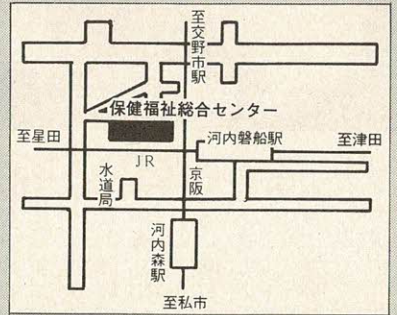 至交野市駅
保健福祉総合センター
至星田
河内磐船駅
至津田
JR
水道局
京阪
河内森駅
至私市